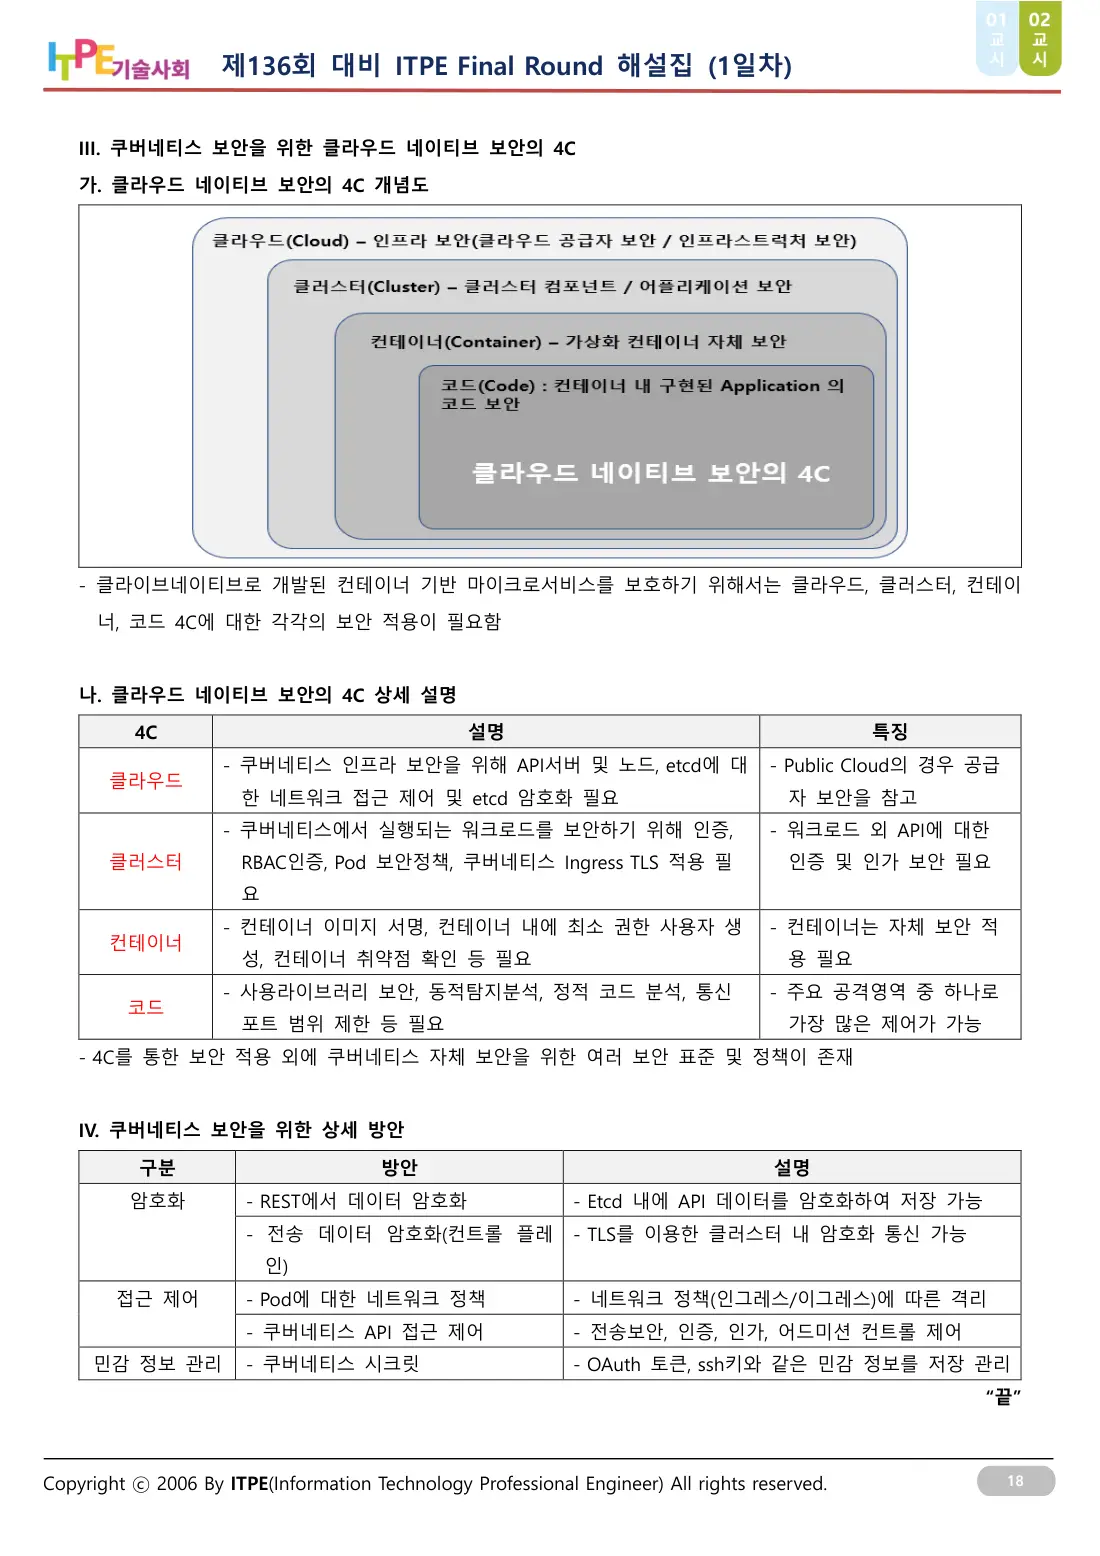 ITPE기술사회
제136회 대비 ITPE Final Round 해설집 (1일차)
01
교
시
02
교
시
III. 쿠버네티스 보안을 위한 클라우드 네이티브 보안의 4C
가. 클라우드 네이티브 보안의 4C 개념도
클라우드(Cloud) – 인프라 보안(클라우드 공급자 보안 / 인프라스트럭처 보안)
클러스터(Cluster) – 클러스터 컴포넌트 / 어플리케이션 보안
컨테이너(Container) – 가상화 컨테이너 자체 보안
코드(Code) : 컨테이너 내 구현된 Application 의
코드 보안
클라우드 네이티브 보안의 4C
- 클라이브네이티브로 개발된 컨테이너 기반 마이크로서비스를 보호하기 위해서는 클라우드, 클러스터, 컨테이
너, 코드 4C에 대한 각각의 보안 적용이 필요함
나. 클라우드 네이티브 보안의 4C 상세 설명
4C 설명 특징
클라우드
- 쿠버네티스 인프라 보안을 위해 API서버 및 노드, etcd에 대
한 네트워크 접근 제어 및 etcd 암호화 필요
- Public Cloud의 경우 공급
자 보안을 참고
클러스터
- 쿠버네티스에서 실행되는 워크로드를 보안하기 위해 인증,
RBAC인증, Pod 보안정책, 쿠버네티스 Ingress TLS 적용 필
요
- 워크로드 외 API에 대한
인증 및 인가 보안 필요
컨테이너
- 컨테이너 이미지 서명, 컨테이너 내에 최소 권한 사용자 생
성, 컨테이너 취약점 확인 등 필요
- 컨테이너는 자체 보안 적
용 필요
코드
- 사용라이브러리 보안, 동적탐지분석, 정적 코드 분석, 통신
포트 범위 제한 등 필요
- 주요 공격영역 중 하나로
가장 많은 제어가 가능
- 4C를 통한 보안 적용 외에 쿠버네티스 자체 보안을 위한 여러 보안 표준 및 정책이 존재
IV. 쿠버네티스 보안을 위한 상세 방안
구분 방안 설명
암호화 - REST에서 데이터 암호화 - Etcd 내에 API 데이터를 암호화하여 저장 가능
- 전송 데이터 암호화(컨트롤 플레
인)
- TLS를 이용한 클러스터 내 암호화 통신 가능
접근 제어 - Pod에 대한 네트워크 정책 - 네트워크 정책(인그레스/이그레스)에 따른 격리
- 쿠버네티스 API 접근 제어 - 전송보안, 인증, 인가, 어드미션 컨트롤 제어
민감 정보 관리 - 쿠버네티스 시크릿 - OAuth 토큰, ssh키와 같은 민감 정보를 저장 관리
“끝”
Copyright ⓒ 2006 By ITPE(Information Technology Professional Engineer) All rights reserved.
18